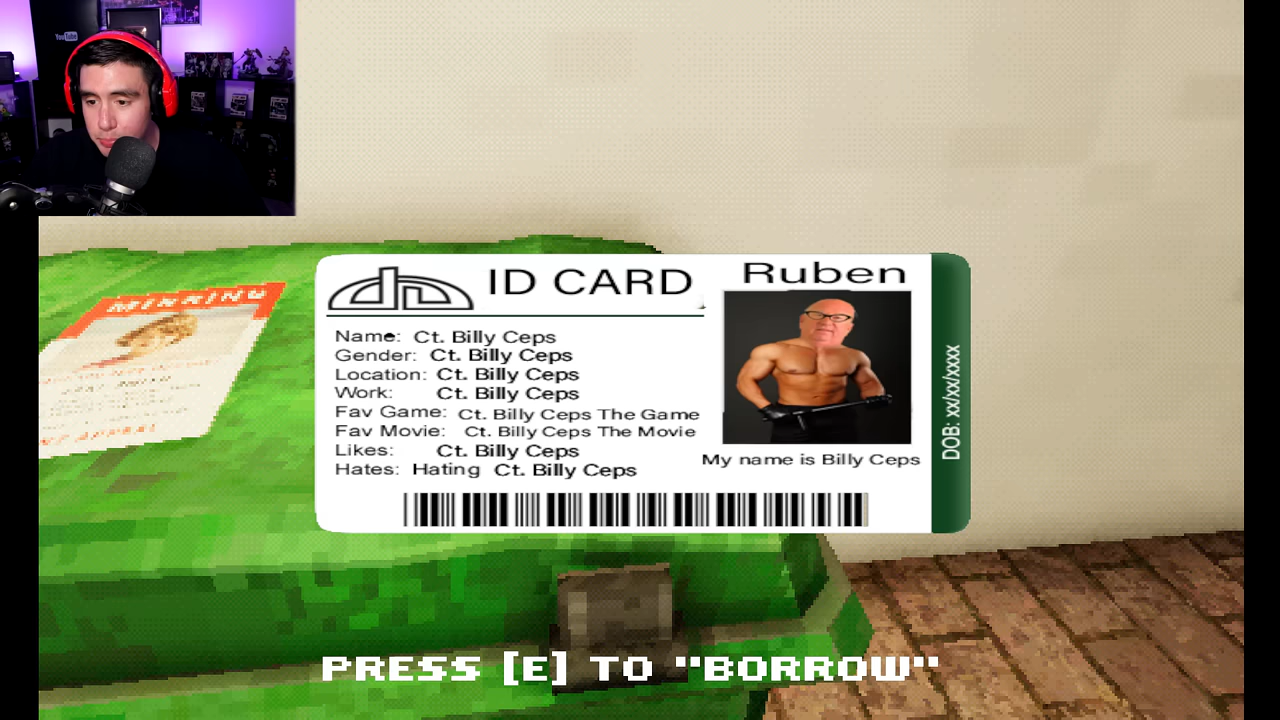 YouTube
ID CARD
Ruben
MISSING
Name: Ct. Billy Ceps
Gender: Ct. Billy Ceps
Location: Ct. Billy Ceps
Work: Ct. Billy Ceps
Fav Game: Ct. Billy Ceps The Game
Fav Movie: Ct. Billy Ceps The Movie
Likes: Ct. Billy Ceps
Hates: Hating Ct. Billy Ceps
My name is Billy Ceps
DOB: xx/xx/xxxx
PRESS [E] TO "BORROW"